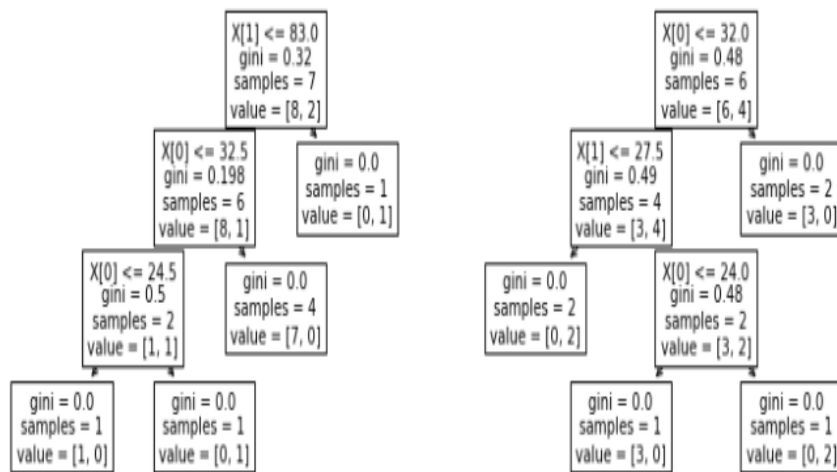 X[1] <= 83.0
gini = 0.32
samples = 7
value = [8, 2]
X[0] <= 32.5
gini = 0.198
samples = 6
value = [8, 1]
gini = 0.0
samples = 1
value = [0, 1]
X[0] <= 24.5
gini = 0.5
samples = 2
value = [1, 1]
gini = 0.0
samples = 4
value = [7, 0]
gini = 0.0
samples = 1
value = [1, 0]
gini = 0.0
samples = 1
value = [0, 1]
X[0] <= 32.0
gini = 0.48
samples = 6
value = [6, 4]
X[1] <= 27.5
gini = 0.49
samples = 4
value = [3, 4]
gini = 0.0
samples = 2
value = [3, 0]
gini = 0.0
samples = 2
value = [0, 2]
X[0] <= 24.0
gini = 0.48
samples = 2
value = [3, 2]
gini = 0.0
samples = 1
value = [3, 0]
gini = 0.0
samples = 1
value = [0, 2]